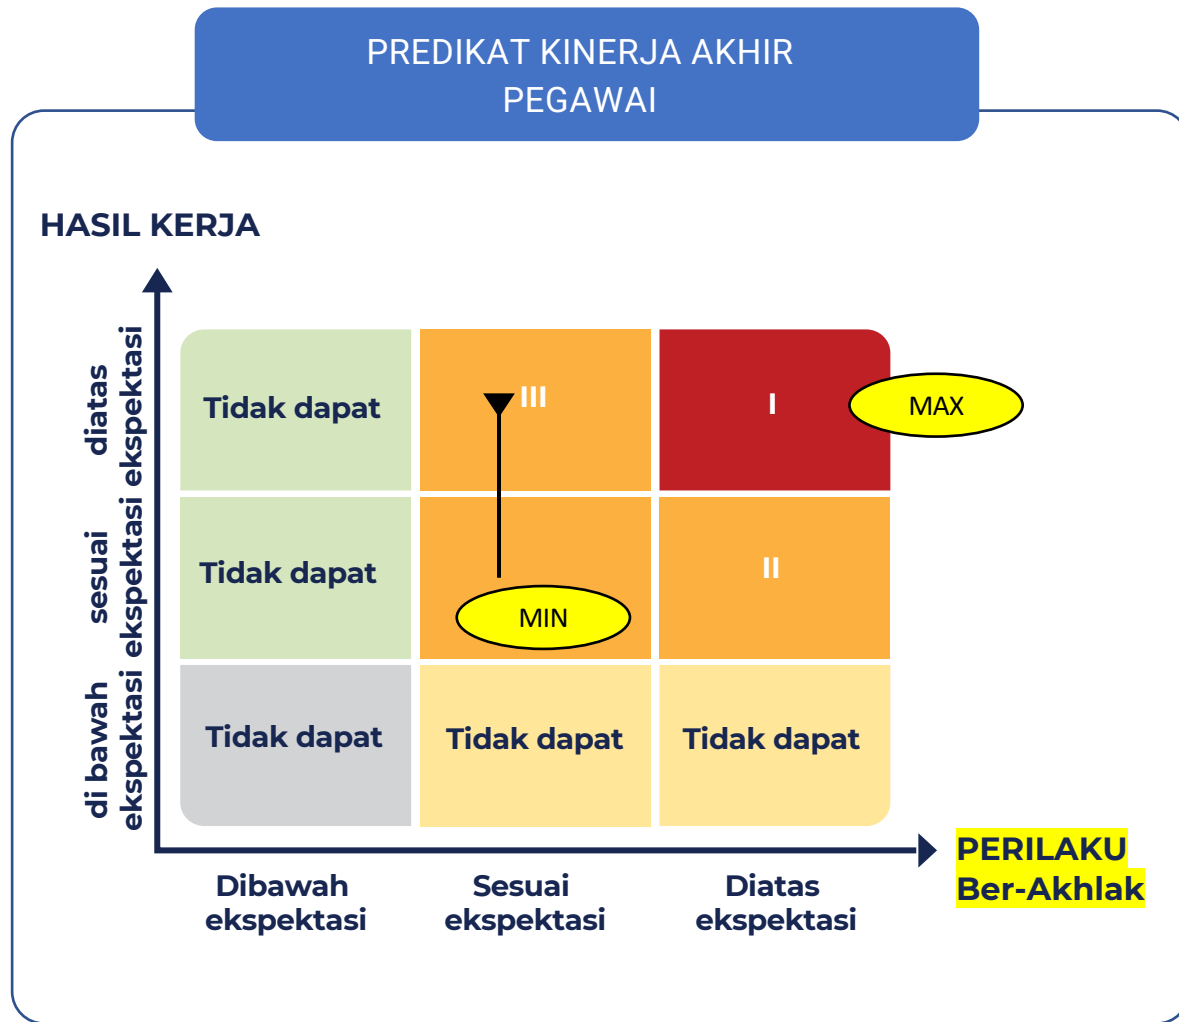 PREDIKAT KINERJA AKHIR
PEGAWAI
HASIL KERJA
diatas
ekspektasi
Tidak dapat
III
I
MAX
sesuai
ekspektasi
Tidak dapat
MIN
II
di bawah
ekspektasi
Tidak dapat
Tidak dapat
Tidak dapat
PERILAKU
Ber-Akhlak
Dibawah
ekspektasi
Sesuai
ekspektasi
Diatas
ekspektasi